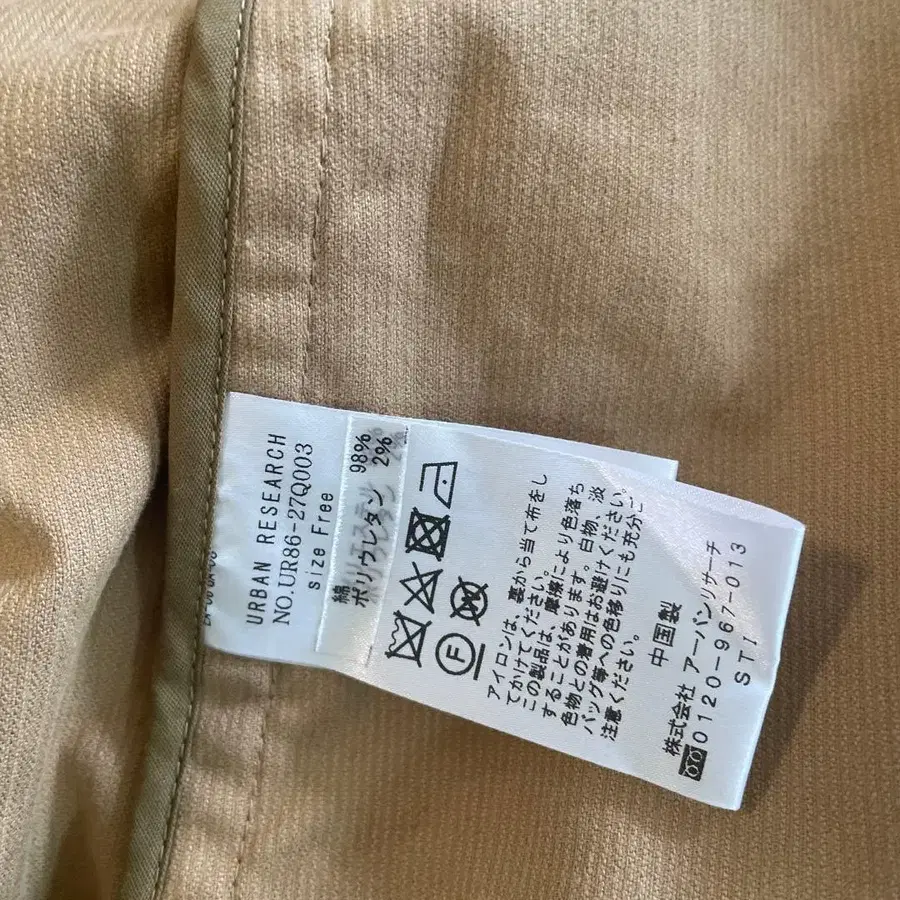 URBAN RESEARCH
NO.UR86-27Q003
size Free
綿 98%
ポリウレタン 2%
F
アイロンは、裏から当て布をし
てかけてください。
この製品は、摩擦により色落ち
することがあります。白物、淡
色物との着用はお避けください。
バッグ等への色移りにも充分ご
注意ください。
中国製
株式会社 アーバンリサーチ
0120-967-013
STI